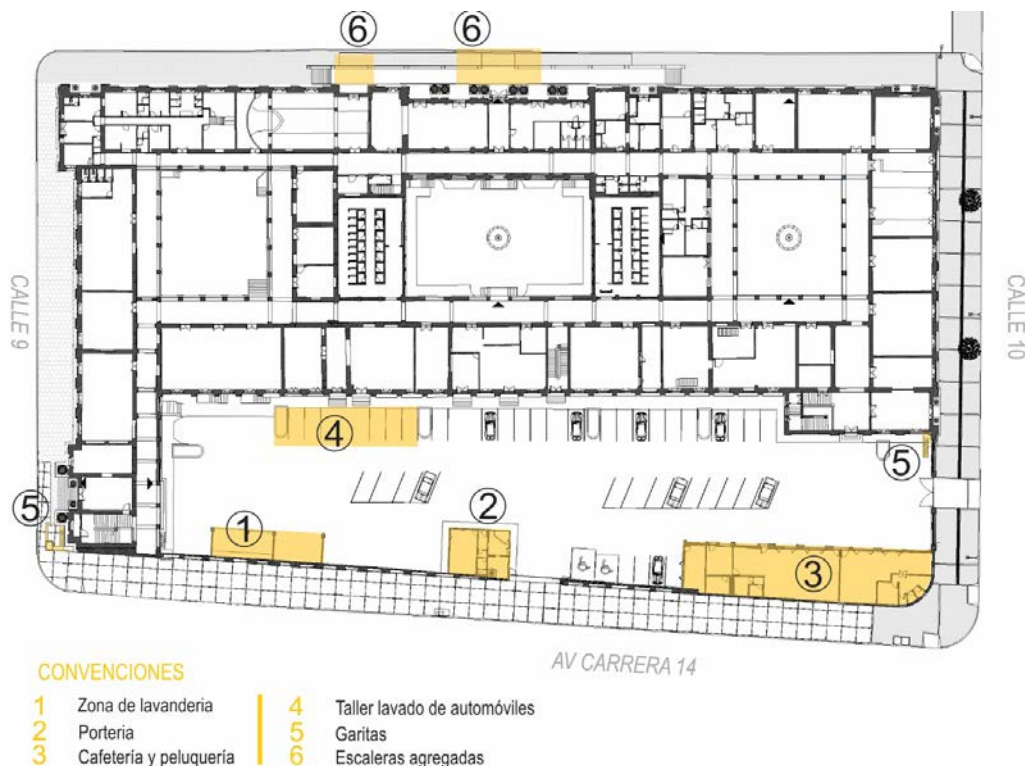 6 6
CALLE 9
CALLE 10
4
5
5
2
1
3
AV CARRERA 14
CONVENCIONES
1 Zona de lavanderia
2 Porteria
3 Cafetería y peluquería
4 Taller lavado de automóviles
5 Garitas
6 Escaleras agregadas